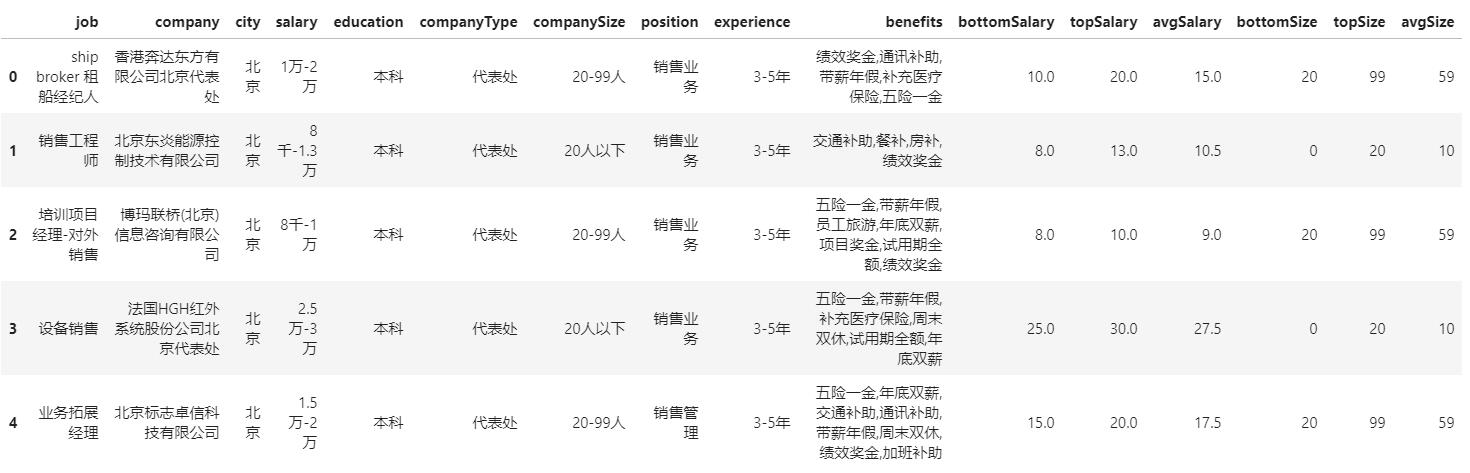 job company city salary education companyType companySize position experience benefits bottomSalary topSalary avgSalary bottomSize topSize avgSize
0 ship broker 租船经纪人 香港奔达东方有限公司北京代表处 北京 1万-2万 本科 代表处 20-99人 销售业务 3-5年 绩效奖金,通讯补助,带薪年假,补充医疗保险,五险一金 10.0 20.0 15.0 20 99 59
1 销售工程师 北京东炎能源控制技术有限公司 北京 8千-1.3万 本科 代表处 20人以下 销售业务 3-5年 交通补助,餐补,房补,绩效奖金 8.0 13.0 10.5 0 20 10
2 培训项目经理-对外销售 博玛联桥(北京)信息咨询有限公司 北京 8千-1万 本科 代表处 20-99人 销售业务 3-5年 五险一金,带薪年假,员工旅游,年底双薪,项目奖金,试用期全额,绩效奖金 8.0 10.0 9.0 20 99 59
3 设备销售 法国HGH红外系统股份公司北京代表处 北京 2.5万-3万 本科 代表处 20人以下 销售业务 3-5年 五险一金,带薪年假,补充医疗保险,周末双休,试用期全额,年底双薪 25.0 30.0 27.5 0 20 10
4 业务拓展经理 北京标志卓信科技有限公司 北京 1.5万-2万 本科 代表处 20-99人 销售管理 3-5年 五险一金,年底双薪,交通补助,通讯补助,带薪年假,周末双休,绩效奖金,加班补助 15.0 20.0 17.5 20 99 59